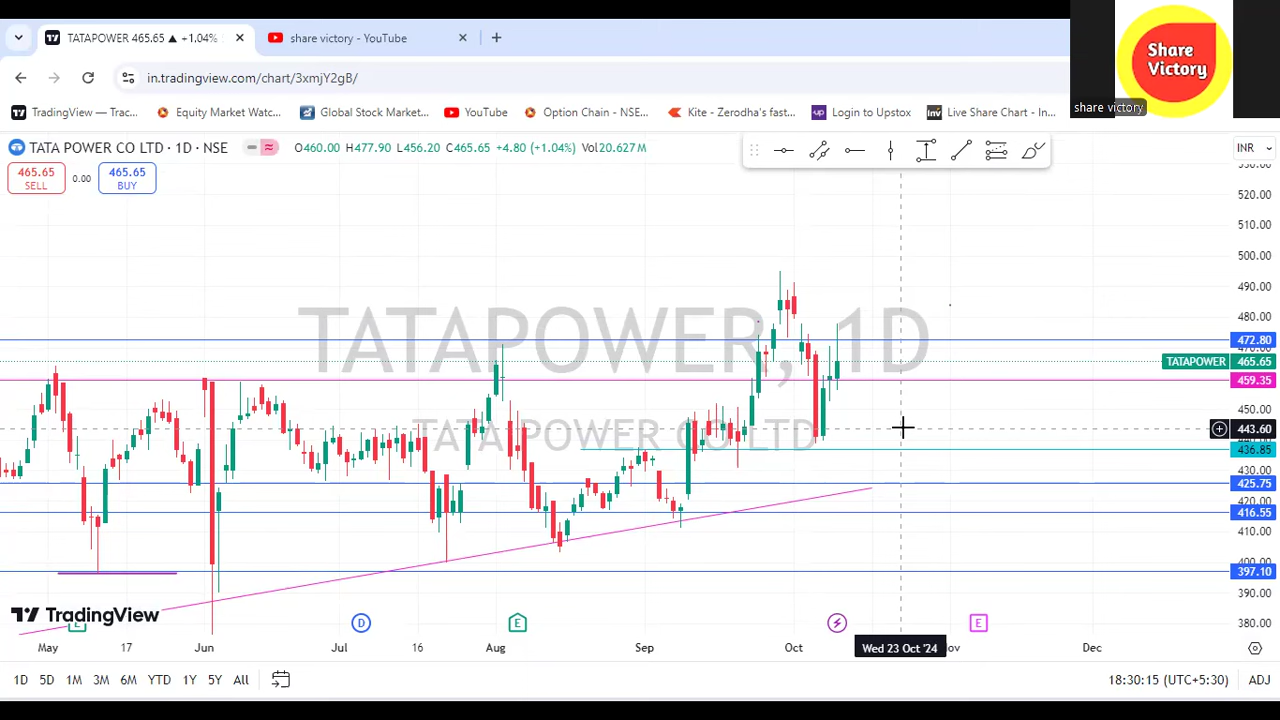 TATAPOWER 465.65 ▲ +1.04%
share victory - YouTube
in.tradingview.com/chart/3xmjY2gB/
Share
Victory
share victory
TradingView — Trac...
Equity Market Watc...
Global Stock Market...
YouTube
Option Chain - NSE...
Kite - Zerodha's fast...
Login to Upstox
Inv
Live Share Chart - In...
TATA POWER CO LTD · 1D · NSE
O460.00 H477.90 L456.20 C465.65 +4.80 (+1.04%) Vol20.627 M
INR
465.65
SELL
0.00
465.65
BUY
520.00
510.00
500.00
490.00
480.00
472.80
TATAPOWER 465.65
459.35
450.00
443.60
436.85
430.00
425.75
420.00
416.55
410.00
397.10
390.00
380.00
TATAPOWER, 1D
TATA POWER CO LTD
TradingView
E
D
E
E
May 17 Jun Jul 16 Aug Sep Oct Wed 23 Oct '24 Dec
1D 5D 1M 3M 6M YTD 1Y 5Y All
18:30:15 (UTC+5:30)
ADJ